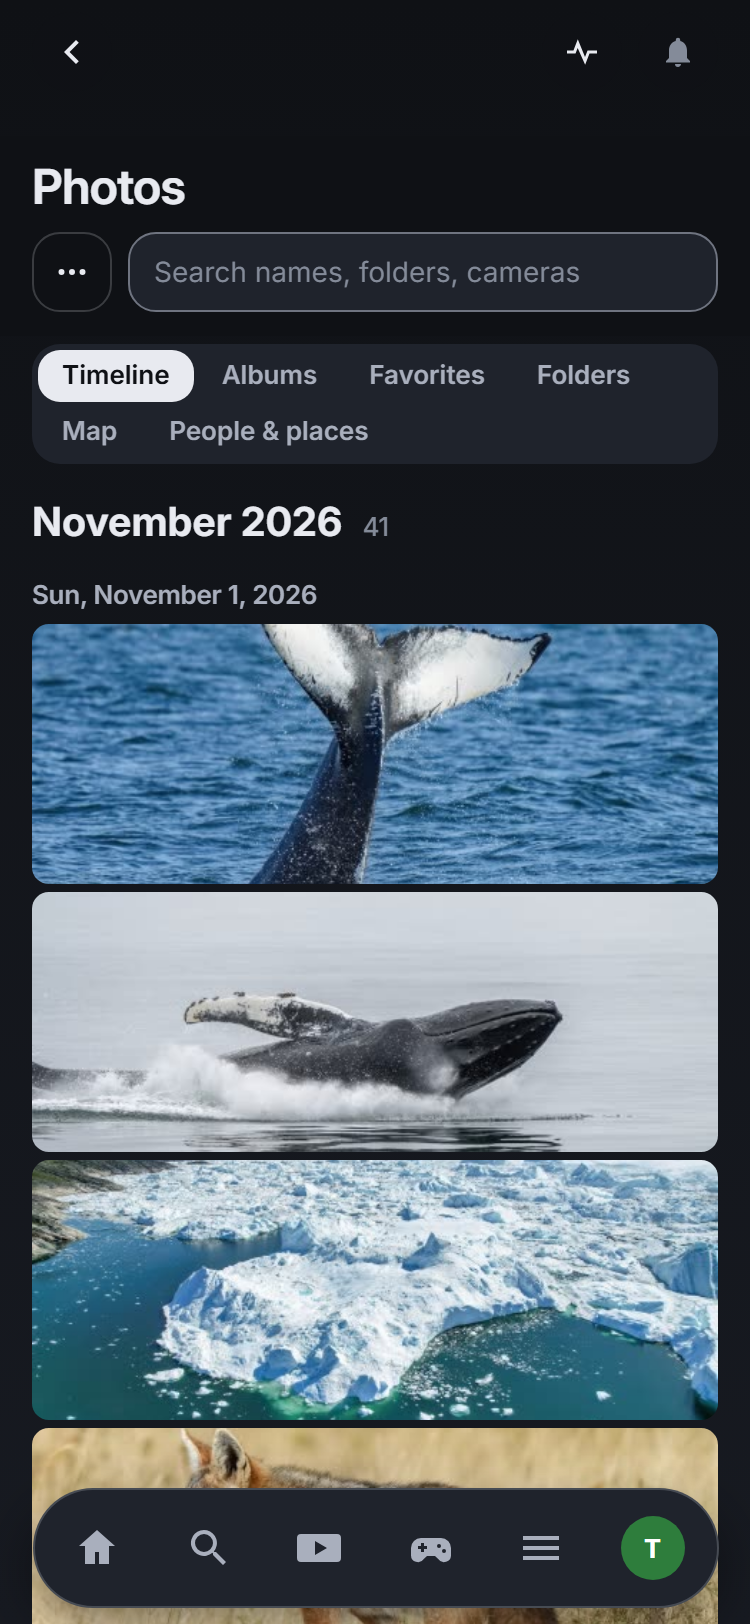 Photos
Search names, folders, cameras
Timeline Albums Favorites Folders
Map People & places
November 2026 41
Sun, November 1, 2026
T